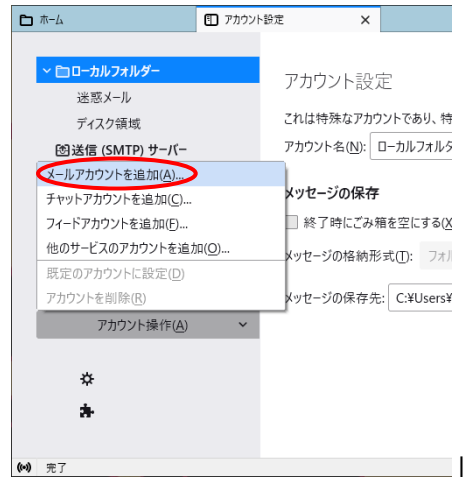 ホーム
アカウント設定
ローカルフォルダー
迷惑メール
ディスク領域
送信 (SMTP) サーバー
メールアカウントを追加(A)...
チャットアカウントを追加(C)...
フィードアカウントを追加(F)...
他のサービスのアカウントを追加(O)...
既定のアカウントに設定(D)
アカウントを削除(R)
アカウント操作(A)
アカウント設定
これは特殊なアカウントであり、特
アカウント名(N): ローカルフォルダ
メッセージの保存
終了時にごみ箱を空にする(X
メッセージの格納形式(T): フォル
メッセージの保存先: C:¥Users¥
完了